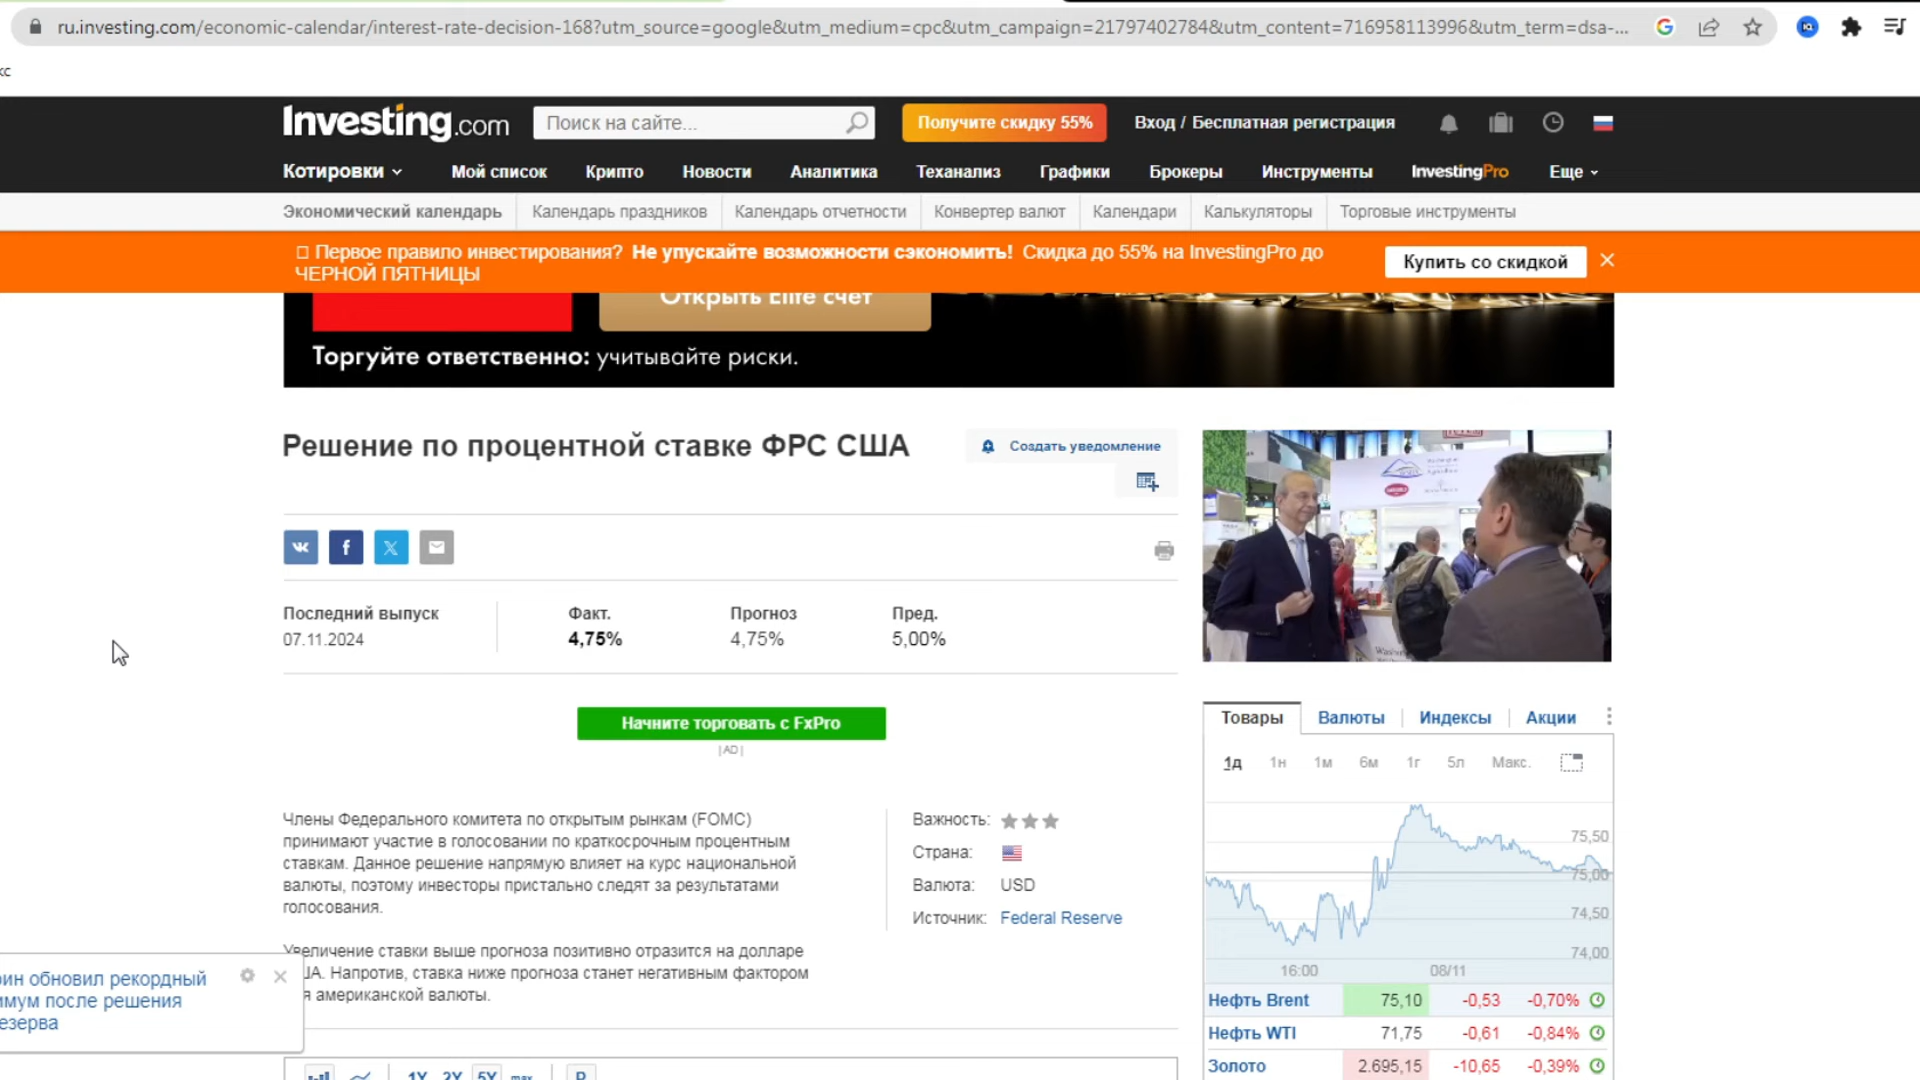 ru.investing.com/economic-calendar/interest-rate-decision-168?utm_source=google&utm_medium=cpc&utm_campaign=21797402784&utm_content=716958113996&utm_term=dsa-...
Investing.com
Поиск на сайте...
Получите скидку 55%
Вход / Бесплатная регистрация
Котировки
Мой список
Крипто
Новости
Аналитика
Теханализ
Графики
Брокеры
Инструменты
InvestingPro
Еще
Экономический календарь
Календарь праздников
Календарь отчетности
Конвертер валют
Календари
Калькуляторы
Торговые инструменты
Первое правило инвестирования? Не упускайте возможности сэкономить! Скидка до 55% на InvestingPro до
ЧЕРНОЙ ПЯТНИЦЫ
Купить со скидкой
Открыть Elite счет
Торгуйте ответственно: учитывайте риски.
Решение по процентной ставке ФРС США
Создать уведомление
Последний выпуск
07.11.2024
Факт.
4,75%
Прогноз
4,75%
Пред.
5,00%
Начните торговать с FxPro
|AD|
Члены Федерального комитета по открытым рынкам (FOMC)
принимают участие в голосовании по краткосрочным процентным
ставкам. Данное решение напрямую влияет на курс национальной
валюты, поэтому инвесторы пристально следят за результатами
голосования.
Увеличение ставки выше прогноза позитивно отразится на долларе
ША. Напротив, ставка ниже прогноза станет негативным фактором
я американской валюты.
Важность:
Страна:
Валюта: USD
Источник: Federal Reserve
оин обновил рекордный
имум после решения
езерва
1Y 2Y 5Y max
P
Товары
Валюты
Индексы
Акции
1д 1н 1м 6м 1г 5л Макс.
75,50
75,00
74,50
74,00
16:00
08/11
Нефть Brent 75,10 -0,53 -0,70%
Нефть WTI 71,75 -0,61 -0,84%
Золото 2.695,15 -10,65 -0,39%